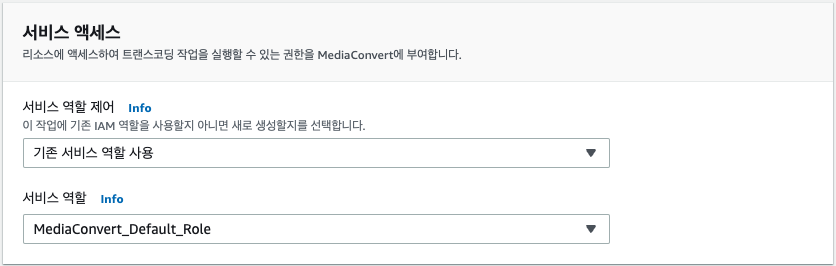 서비스 액세스
리소스에 액세스하여 트랜스코딩 작업을 실행할 수 있는 권한을 MediaConvert에 부여합니다.
서비스 역할 제어 Info
이 작업에 기존 IAM 역할을 사용할지 아니면 새로 생성할지를 선택합니다.
기존 서비스 역할 사용
서비스 역할 Info
MediaConvert_Default_Role